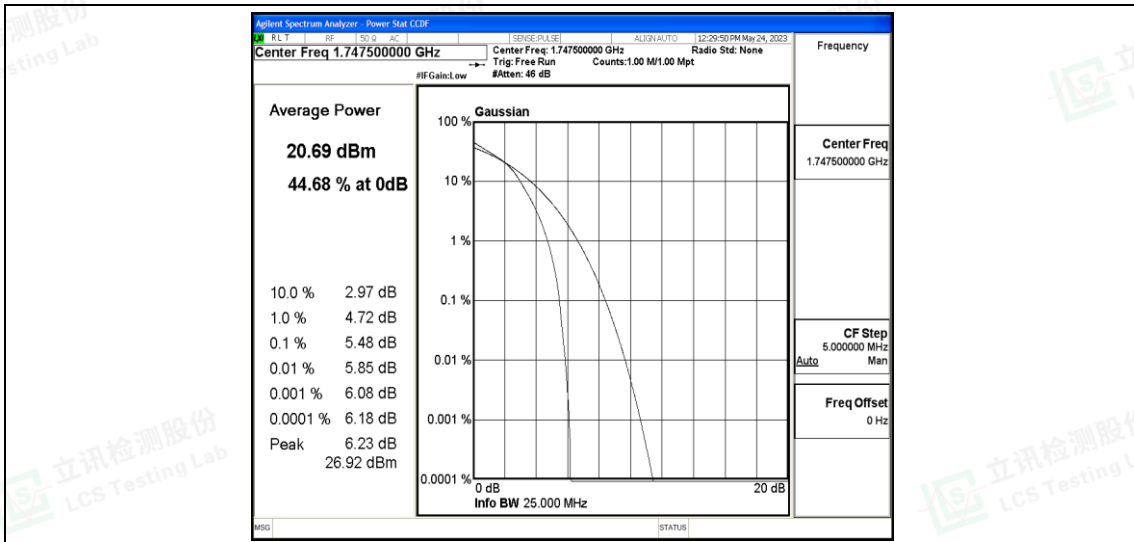 Agilent Spectrum Analyzer - Power Stat CCDF
LXI RLT RF 50 Ω AC SENSE:PULSE ALIGN AUTO 12:29:50 PM May 24, 2023
Center Freq 1.747500000 GHz
Center Freq: 1.747500000 GHz Radio Std: None
Trig: Free Run Counts:1.00 M/1.00 Mpt
#IFGain:Low #Atten: 46 dB
Frequency
Average Power
20.69 dBm
44.68 % at 0dB
10.0 % 2.97 dB
1.0 % 4.72 dB
0.1 % 5.48 dB
0.01 % 5.85 dB
0.001 % 6.08 dB
0.0001 % 6.18 dB
Peak 6.23 dB
26.92 dBm
Gaussian
100 %
10 %
1 %
0.1 %
0.01 %
0.001 %
0.0001 %
0 dB 20 dB
Info BW 25.000 MHz
Center Freq
1.747500000 GHz
CF Step
5.000000 MHz
Auto Man
Freq Offset
0 Hz
MSG STATUS
立讯检测股份
LCS Testing Lab